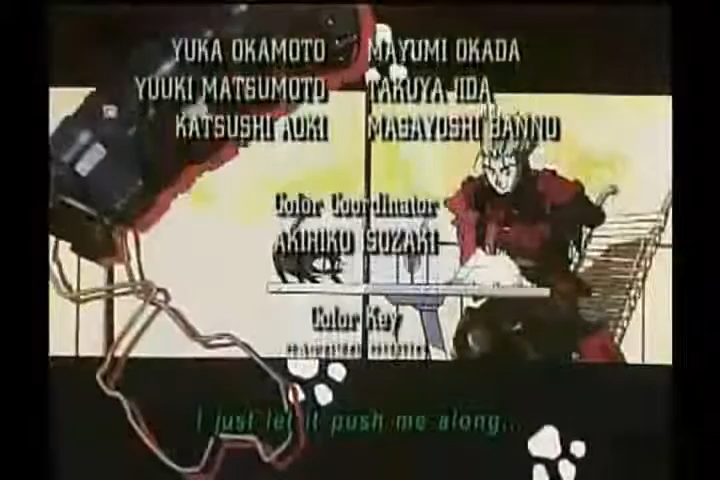 YUKA OKAMOTO MAYUMI OKADA
YUUKI MATSUMOTO TAKUYA IIDA
KATSUSHI AOKI MASAYOSHI BANNO
Color Coordinator
AKIHIKO ISOZAKI
Color Key
I just let it push me along...